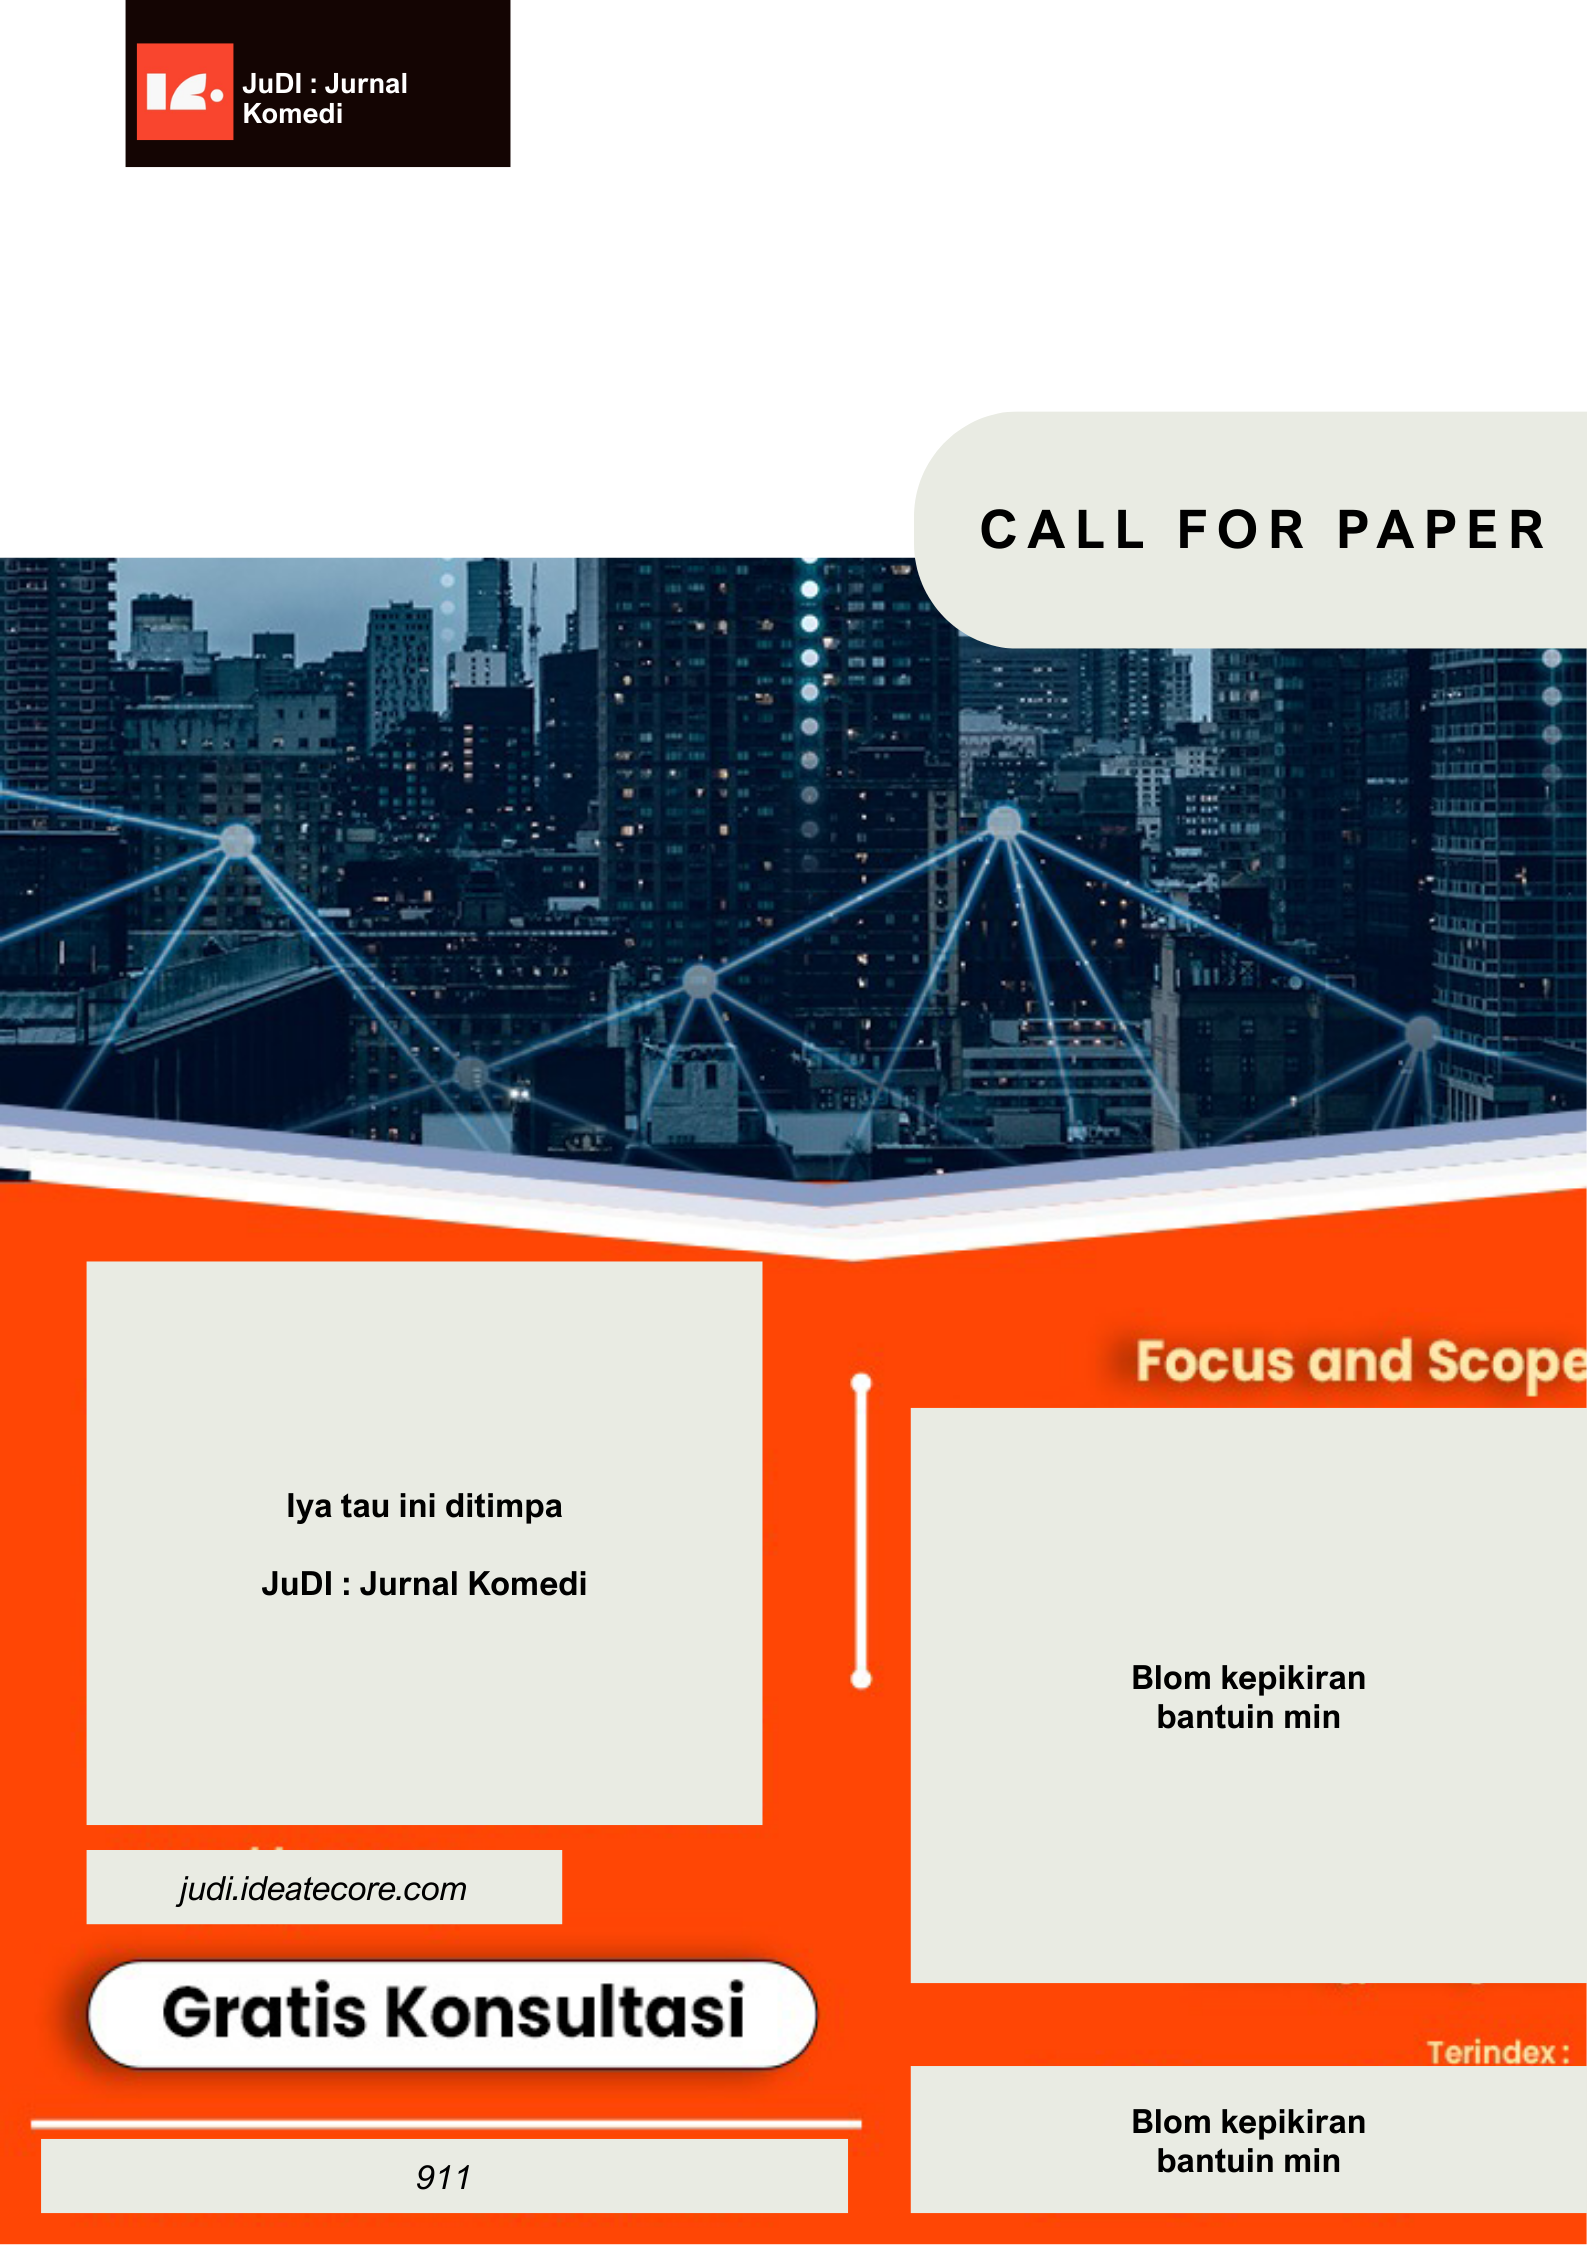 JuDI : Jurnal
Komedi
CALL FOR PAPER
Iya tau ini ditimpa
JuDI : Jurnal Komedi
judi.ideatecore.com
Gratis Konsultasi
911
Focus and Scope
Blom kepikiran
bantuin min
Terindex :
Blom kepikiran
bantuin min